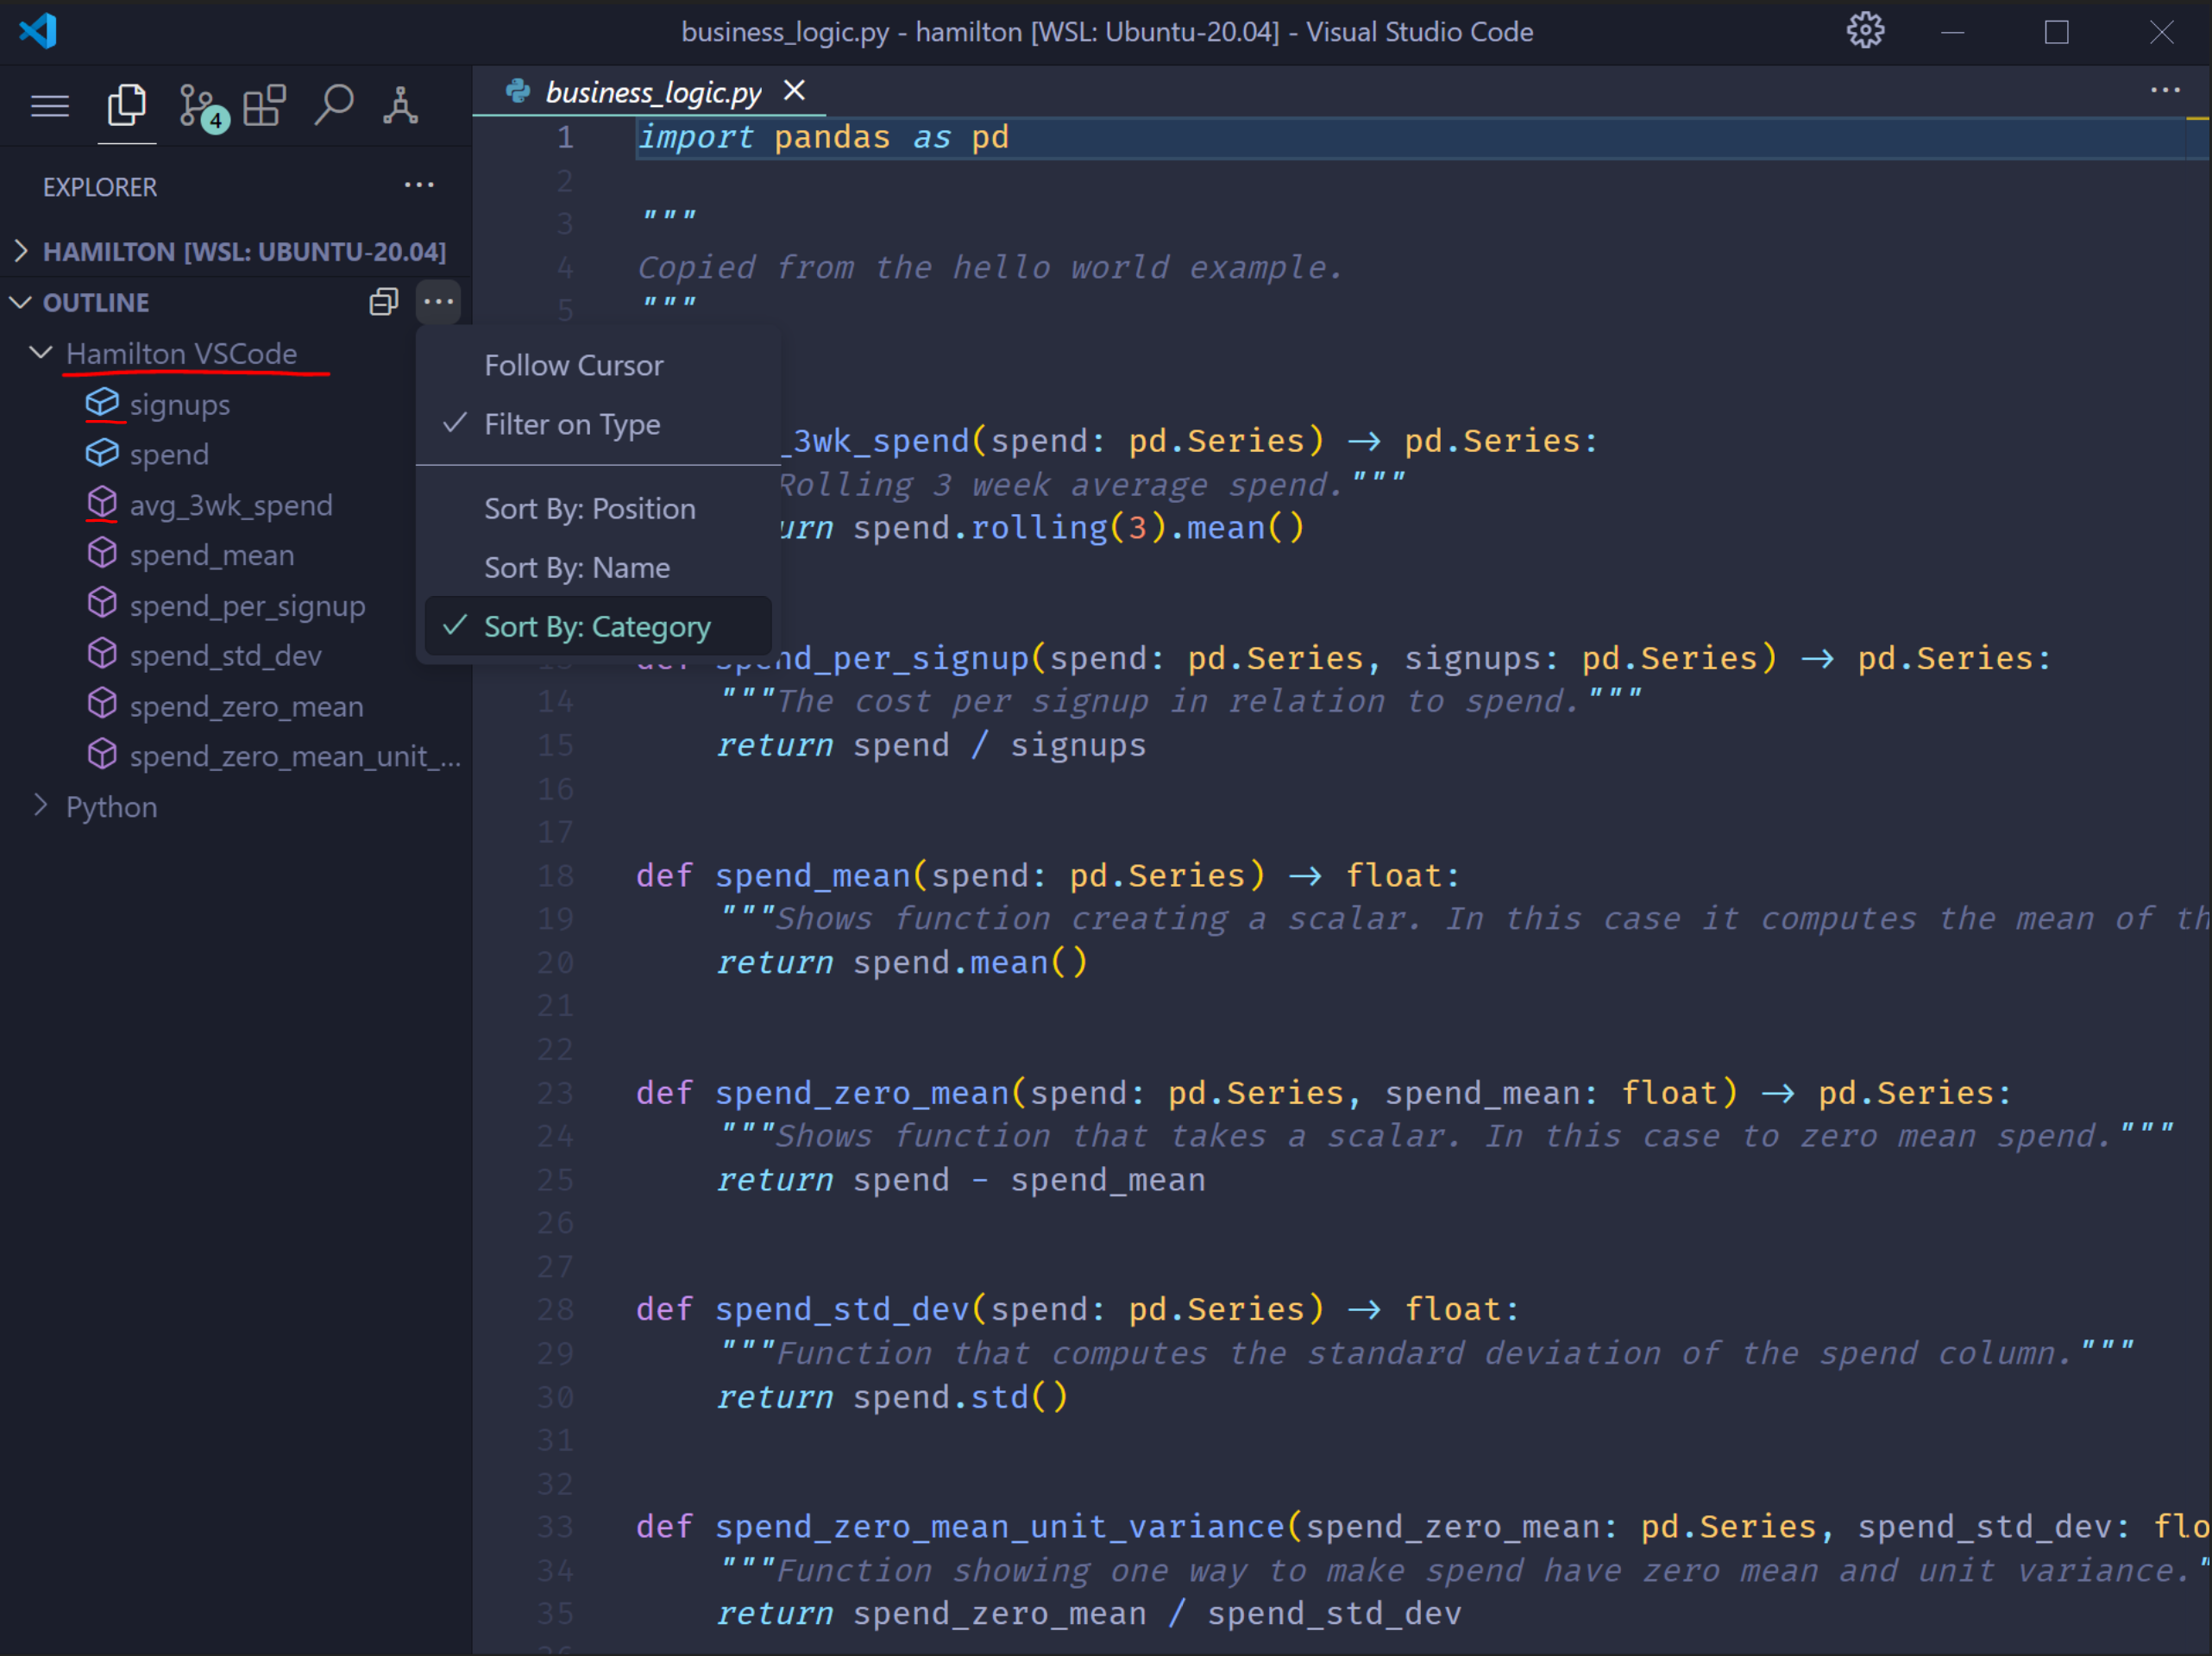 business_logic.py - hamilton [WSL: Ubuntu-20.04] - Visual Studio Code
4
EXPLORER
HAMILTON [WSL: UBUNTU-20.04]
OUTLINE
Hamilton VSCode
signups
spend
avg_3wk_spend
spend_mean
spend_per_signup
spend_std_dev
spend_zero_mean
spend_zero_mean_unit_...
Python
Follow Cursor
Filter on Type
Sort By: Position
Sort By: Name
Sort By: Category
business_logic.py
1 import pandas as pd
2
3 """
4 Copied from the hello world example.
5 """
_3wk_spend(spend: pd.Series) → pd.Series:
Rolling 3 week average spend."""
urn spend.rolling(3).mean()
13 def spend_per_signup(spend: pd.Series, signups: pd.Series) → pd.Series:
14 """The cost per signup in relation to spend."""
15 return spend / signups
16
17
18 def spend_mean(spend: pd.Series) → float:
19 """Shows function creating a scalar. In this case it computes the mean of th
20 return spend.mean()
21
22
23 def spend_zero_mean(spend: pd.Series, spend_mean: float) → pd.Series:
24 """Shows function that takes a scalar. In this case to zero mean spend."""
25 return spend - spend_mean
26
27
28 def spend_std_dev(spend: pd.Series) → float:
29 """Function that computes the standard deviation of the spend column."""
30 return spend.std()
31
32
33 def spend_zero_mean_unit_variance(spend_zero_mean: pd.Series, spend_std_dev: flo
34 """Function showing one way to make spend have zero mean and unit variance."
35 return spend_zero_mean / spend_std_dev